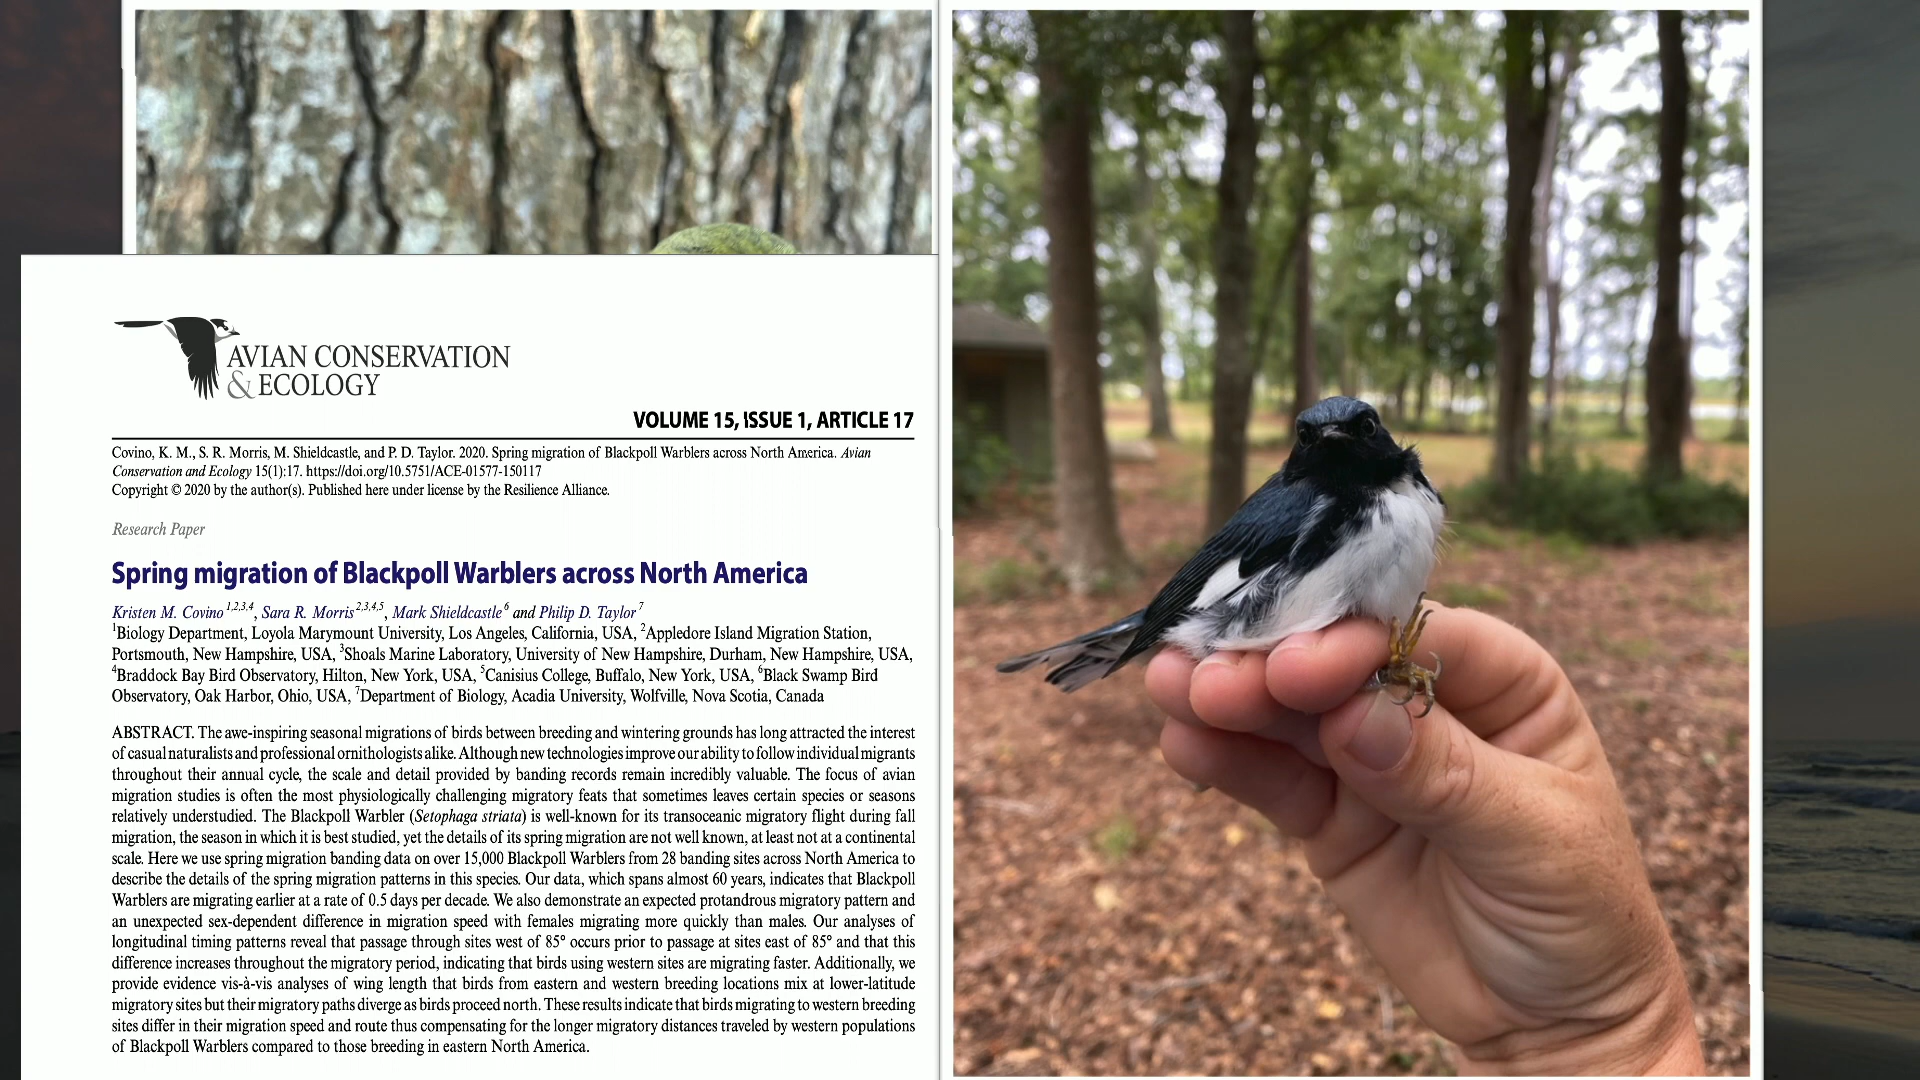 AVIAN CONSERVATION
& ECOLOGY
VOLUME 15, ISSUE 1, ARTICLE 17
Covino, K. M., S. R. Morris, M. Shieldcastle, and P. D. Taylor. 2020. Spring migration of Blackpoll Warblers across North America. Avian
Conservation and Ecology 15(1):17. https://doi.org/10.5751/ACE-01577-150117
Copyright © 2020 by the author(s). Published here under license by the Resilience Alliance.
Research Paper
Spring migration of Blackpoll Warblers across North America
Kristen M. Covino 1,2,3,4, Sara R. Morris 2,3,4,5, Mark Shieldcastle 6 and Philip D. Taylor 7
1Biology Department, Loyola Marymount University, Los Angeles, California, USA, 2Appledore Island Migration Station,
Portsmouth, New Hampshire, USA, 3Shoals Marine Laboratory, University of New Hampshire, Durham, New Hampshire, USA,
4Braddock Bay Bird Observatory, Hilton, New York, USA, 5Canisius College, Buffalo, New York, USA, 6Black Swamp Bird
Observatory, Oak Harbor, Ohio, USA, 7Department of Biology, Acadia University, Wolfville, Nova Scotia, Canada
ABSTRACT. The awe-inspiring seasonal migrations of birds between breeding and wintering grounds has long attracted the interest
of casual naturalists and professional ornithologists alike. Although new technologies improve our ability to follow individual migrants
throughout their annual cycle, the scale and detail provided by banding records remain incredibly valuable. The focus of avian
migration studies is often the most physiologically challenging migratory feats that sometimes leaves certain species or seasons
relatively understudied. The Blackpoll Warbler (Setophaga striata) is well-known for its transoceanic migratory flight during fall
migration, the season in which it is best studied, yet the details of its spring migration are not well known, at least not at a continental
scale. Here we use spring migration banding data on over 15,000 Blackpoll Warblers from 28 banding sites across North America to
describe the details of the spring migration patterns in this species. Our data, which spans almost 60 years, indicates that Blackpoll
Warblers are migrating earlier at a rate of 0.5 days per decade. We also demonstrate an expected protandrous migratory pattern and
an unexpected sex-dependent difference in migration speed with females migrating more quickly than males. Our analyses of
longitudinal timing patterns reveal that passage through sites west of 85° occurs prior to passage at sites east of 85° and that this
difference increases throughout the migratory period, indicating that birds using western sites are migrating faster. Additionally, we
provide evidence vis-à-vis analyses of wing length that birds from eastern and western breeding locations mix at lower-latitude
migratory sites but their migratory paths diverge as birds proceed north. These results indicate that birds migrating to western breeding
sites differ in their migration speed and route thus compensating for the longer migratory distances traveled by western populations
of Blackpoll Warblers compared to those breeding in eastern North America.